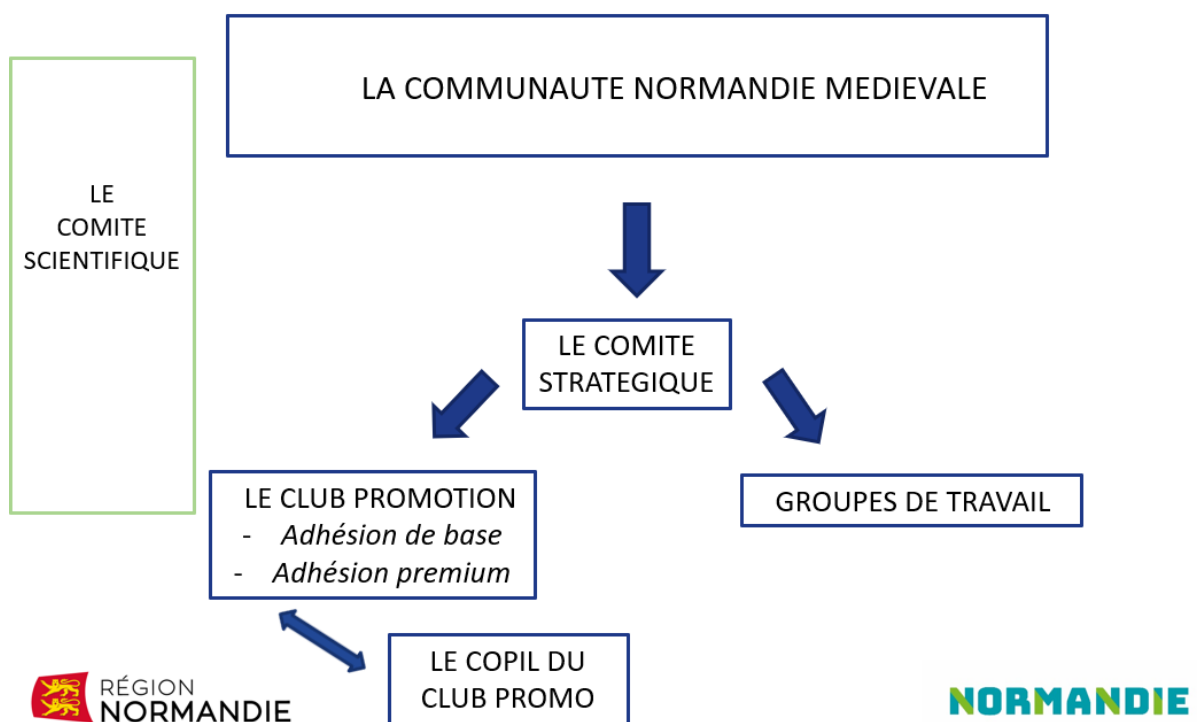 LA COMMUNAUTE NORMANDIE MEDIEVALE
LE
COMITE
SCIENTIFIQUE
LE COMITE
STRATEGIQUE
LE CLUB PROMOTION
- Adhésion de base
- Adhésion premium
GROUPES DE TRAVAIL
LE COPIL DU
CLUB PROMO
RÉGION
NORMANDIE
NORMANDIE